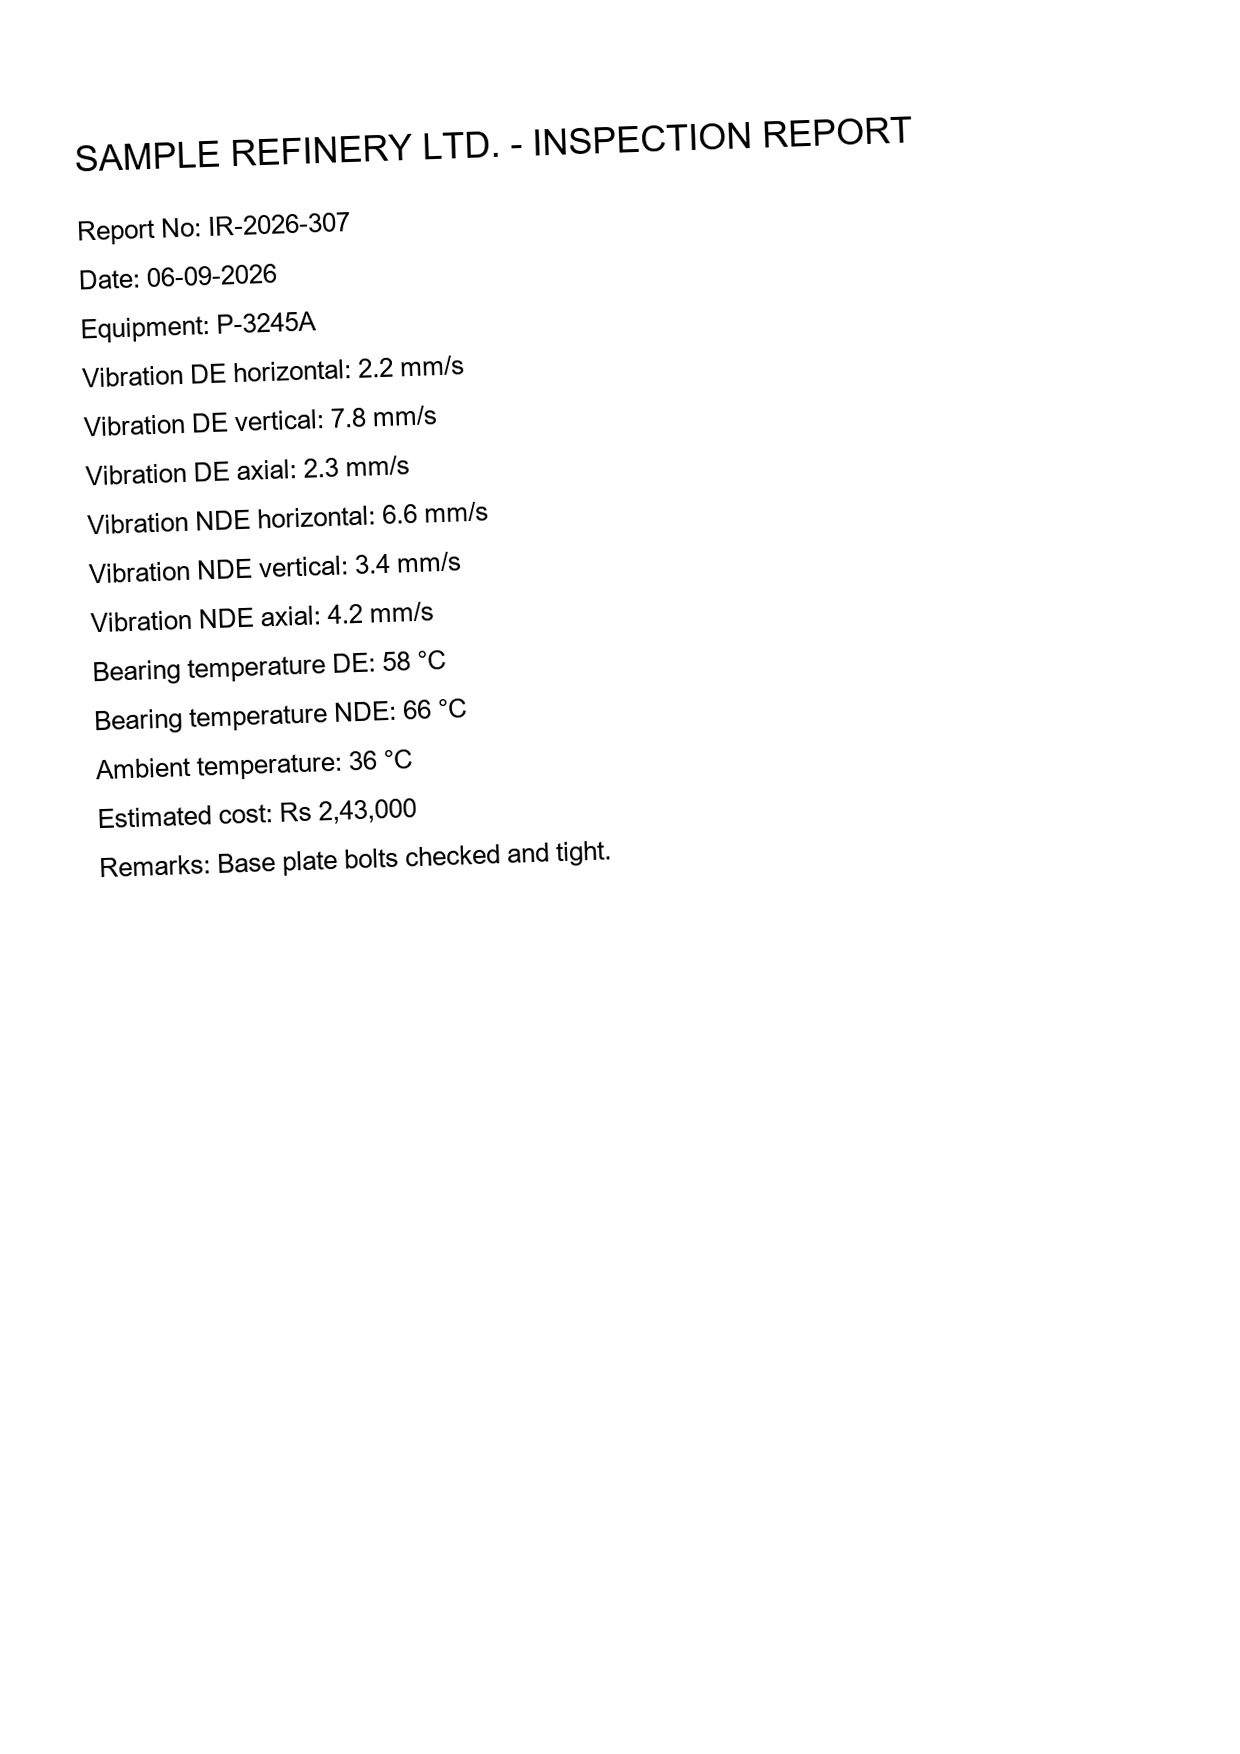 SAMPLE REFINERY LTD. - INSPECTION REPORT
Report No: IR-2026-307
Date: 06-09-2026
Equipment: P-3245A
Vibration DE horizontal: 2.2 mm/s
Vibration DE vertical: 7.8 mm/s
Vibration DE axial: 2.3 mm/s
Vibration NDE horizontal: 6.6 mm/s
Vibration NDE vertical: 3.4 mm/s
Vibration NDE axial: 4.2 mm/s
Bearing temperature DE: 58 °C
Bearing temperature NDE: 66 °C
Ambient temperature: 36 °C
Estimated cost: Rs 2,43,000
Remarks: Base plate bolts checked and tight.